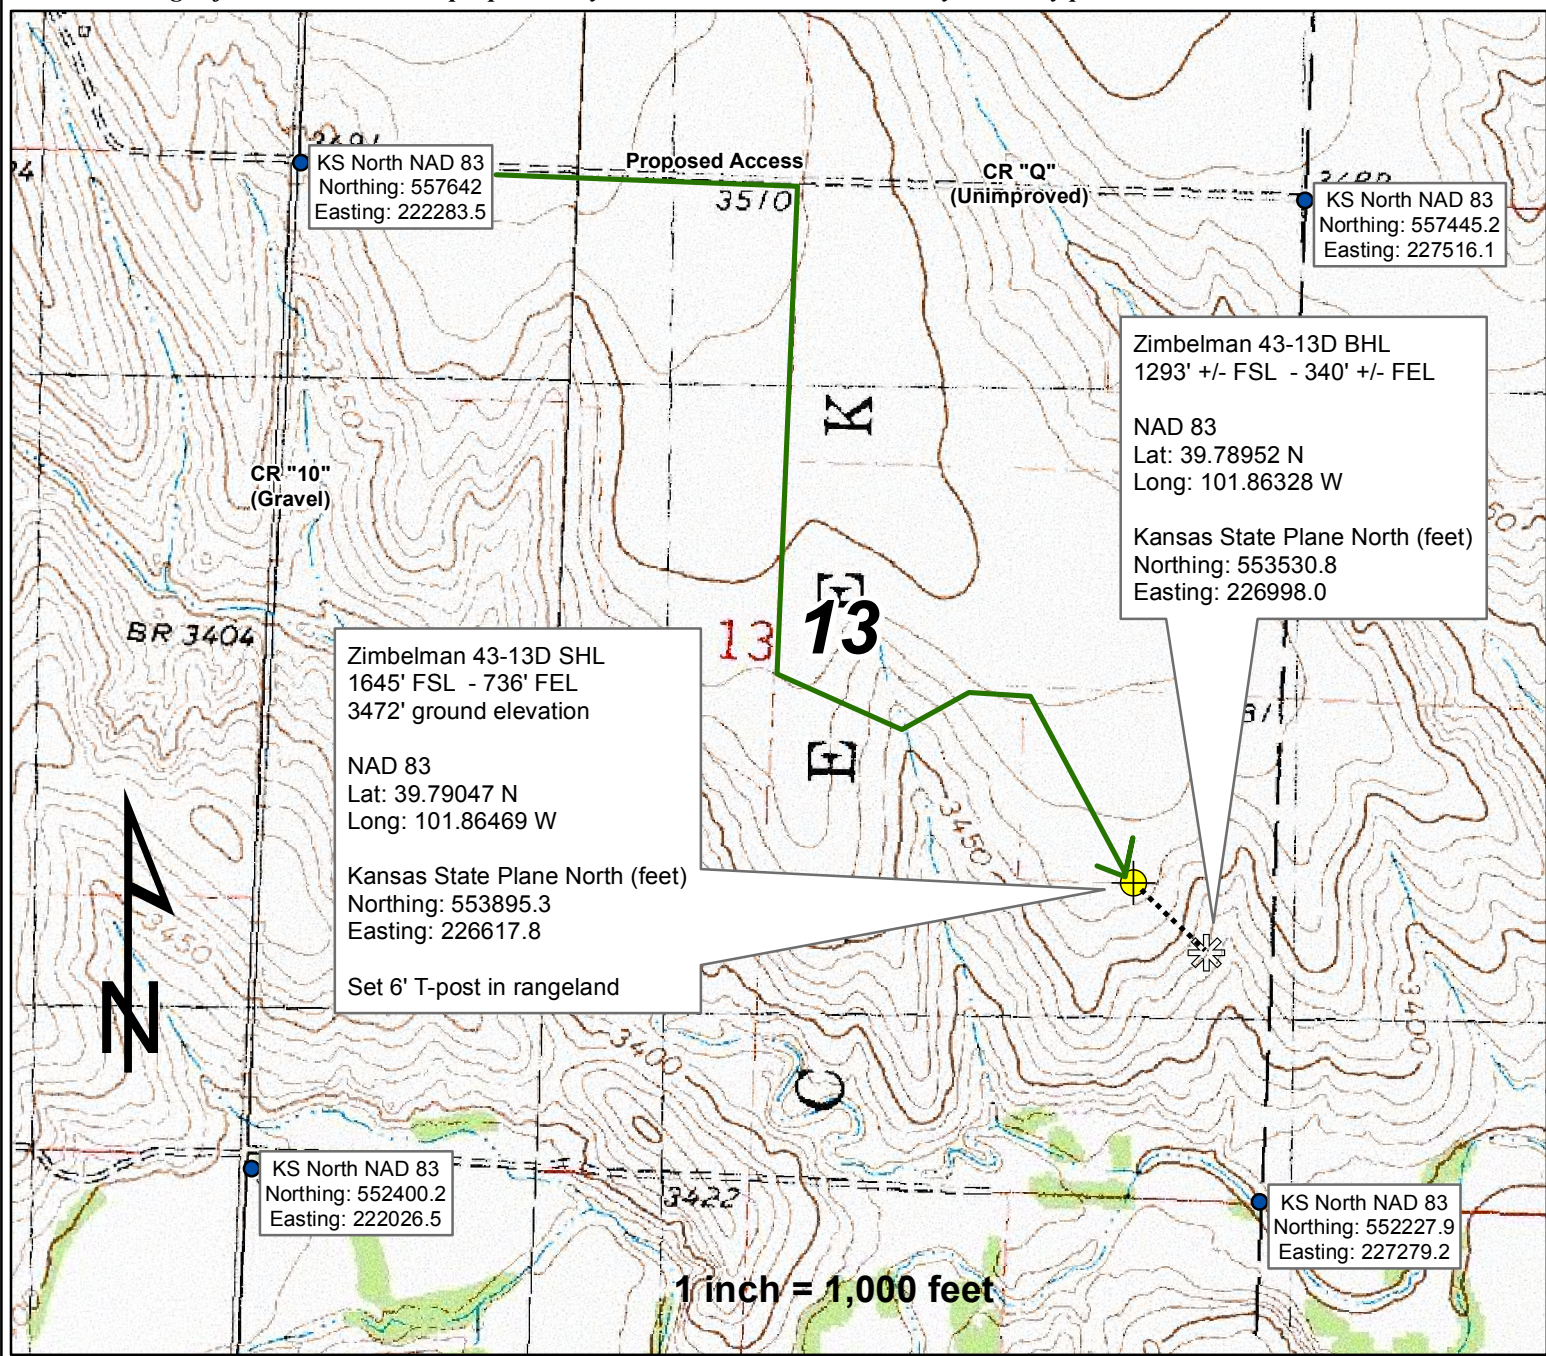 3491
KS North NAD 83
Northing: 557642
Easting: 222283.5
Proposed Access
3510
CR "Q"
(Unimproved)
KS North NAD 83
Northing: 557445.2
Easting: 227516.1
Zimbelman 43-13D BHL
1293' +/- FSL - 340' +/- FEL
NAD 83
Lat: 39.78952 N
Long: 101.86328 W
Kansas State Plane North (feet)
Northing: 553530.8
Easting: 226998.0
K
CR "10"
(Gravel)
E
13
13
BR 3404
Zimbelman 43-13D SHL
1645' FSL - 736' FEL
3472' ground elevation
NAD 83
Lat: 39.79047 N
Long: 101.86469 W
Kansas State Plane North (feet)
Northing: 553895.3
Easting: 226617.8
Set 6' T-post in rangeland
E
3450
3450
N
3400
3400
C
KS North NAD 83
Northing: 552400.2
Easting: 222026.5
3422
KS North NAD 83
Northing: 552227.9
Easting: 227279.2
1 inch = 1,000 feet